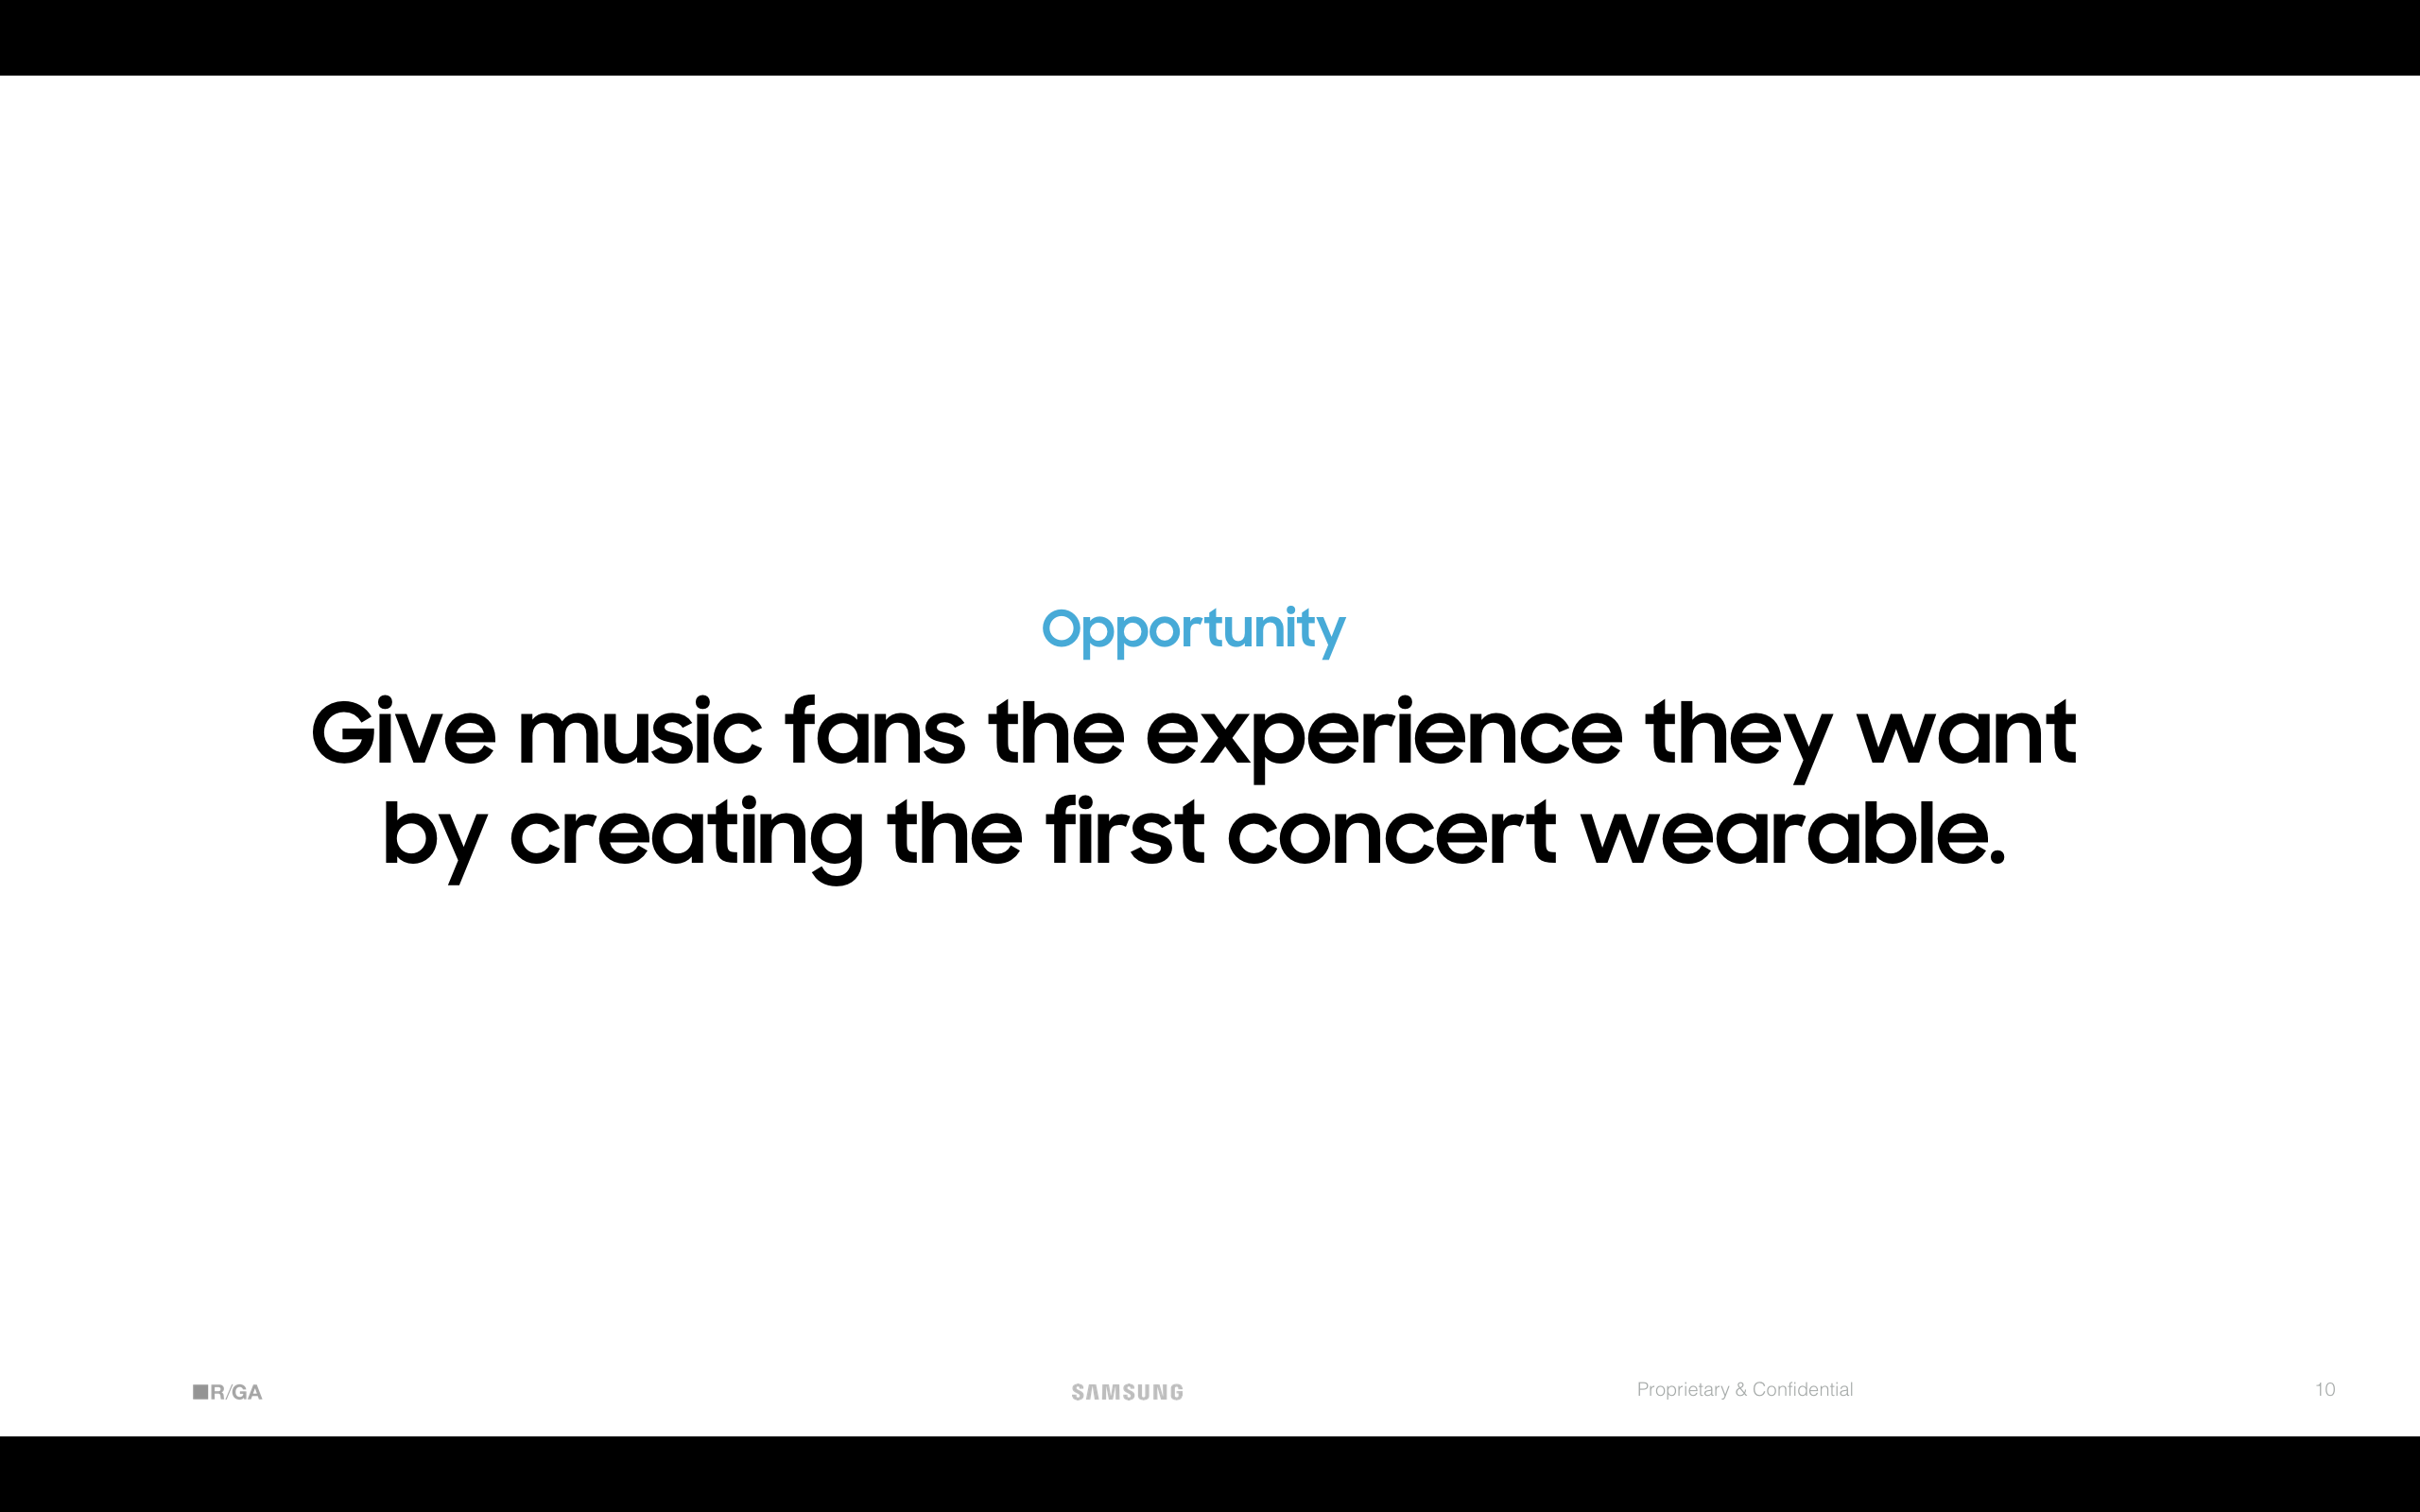 Opportunity
Give music fans the experience they want
by creating the first concert wearable.
R/GA
SAMSUNG
Proprietary & Confidential
10